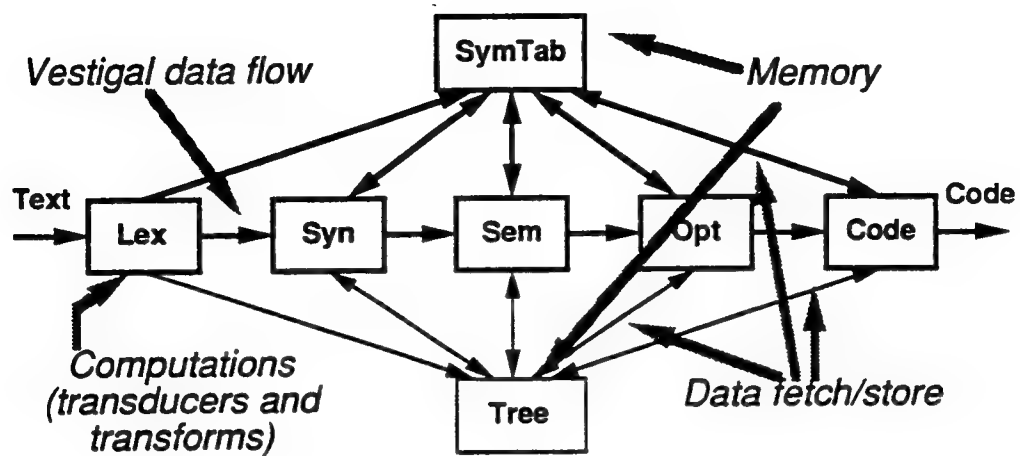 SymTab
Vestigal data flow
Memory
Text
Lex
Syn
Sem
Opt
Code
Code
Computations
(transducers and
transforms)
Tree
Data fetch/store